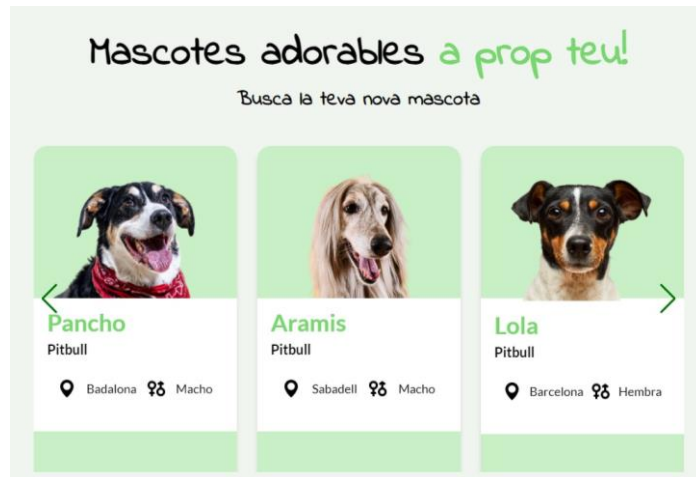 Mascotes adorables a prop teu!
Busca la teva nova mascota
Pancho
Pitbull
Badalona Macho
Aramis
Pitbull
Sabadell Macho
Lola
Pitbull
Barcelona Hembra